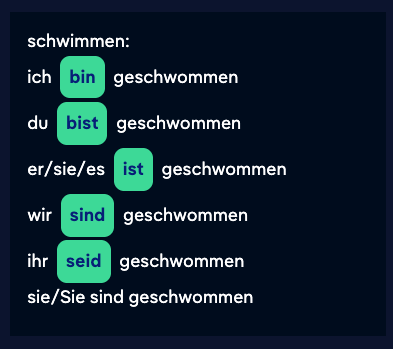 schwimmen:
ich bin geschwommen
du bist geschwommen
er/sie/es ist geschwommen
wir sind geschwommen
ihr seid geschwommen
sie/Sie sind geschwommen